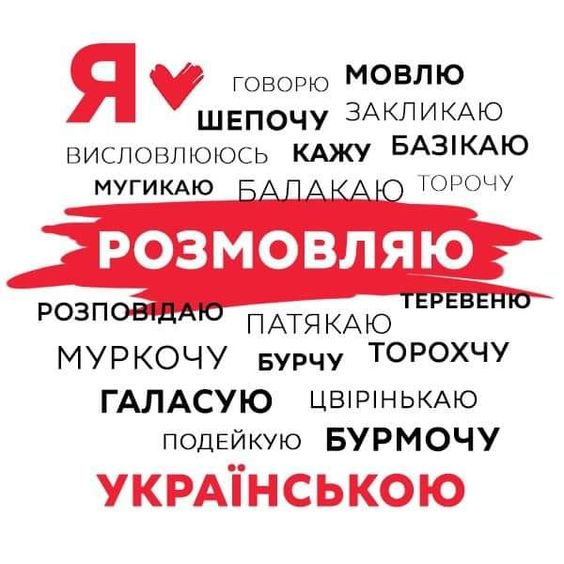 Я
говорю мовлю
шепочу закликаю
висловлююсь кажу базікаю
мугикаю балакаю торочу
РОЗМОВЛЯЮ
розповідаю теревеню
патякаю
муркочу бурчу торохчу
галасую цвірінькаю
подейкую бурмочу
УКРАЇНСЬКОЮ